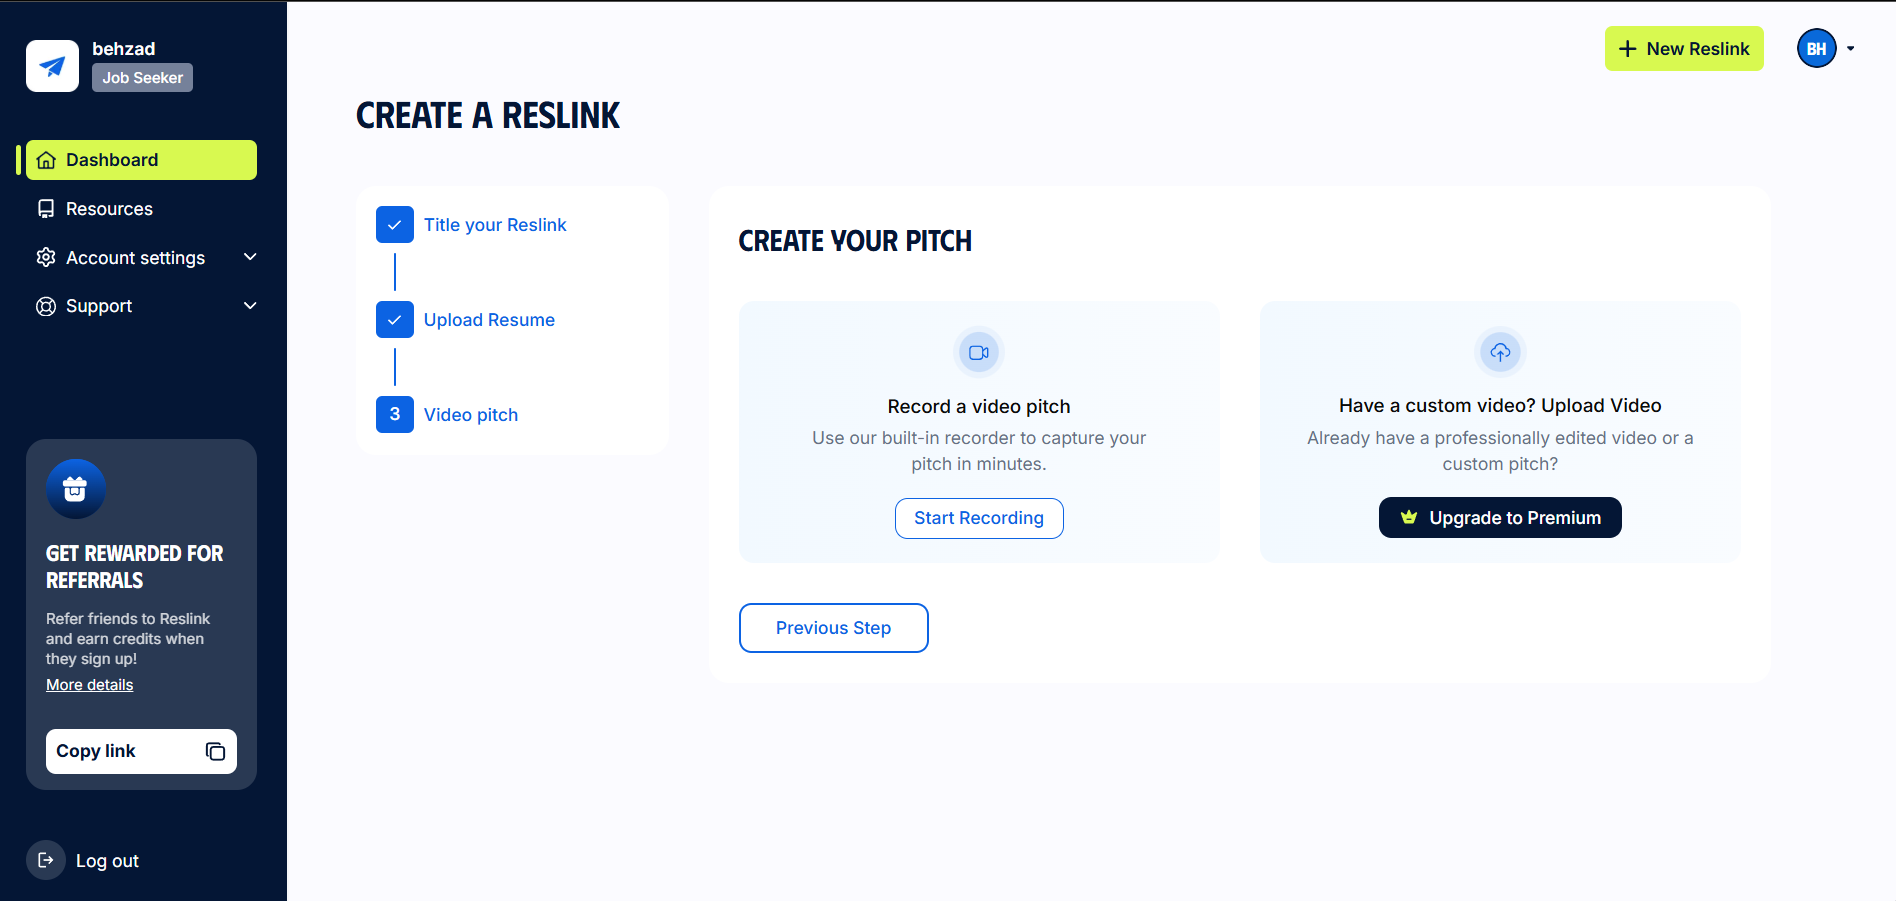 behzad
Job Seeker
Dashboard
Resources
Account settings
Support
GET REWARDED FOR
REFERRALS
Refer friends to Reslink
and earn credits when
they sign up!
More details
Copy link
Log out
New Reslink
BH
CREATE A RESLINK
Title your Reslink
Upload Resume
3
Video pitch
CREATE YOUR PITCH
Record a video pitch
Use our built-in recorder to capture your
pitch in minutes.
Start Recording
Have a custom video? Upload Video
Already have a professionally edited video or a
custom pitch?
Upgrade to Premium
Previous Step